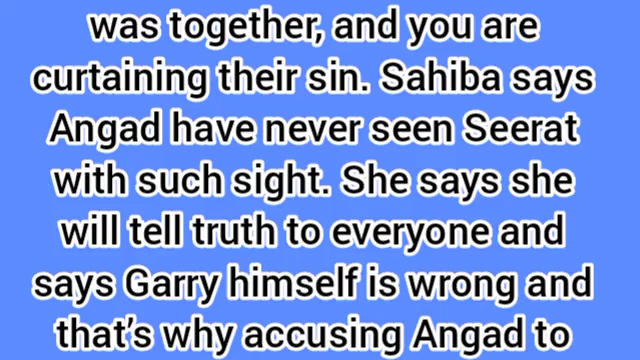 was together, and you are
curtaining their sin. Sahiba says
Angad have never seen Seerat
with such sight. She says she
will tell truth to everyone and
says Garry himself is wrong and
that's why accusing Angad to